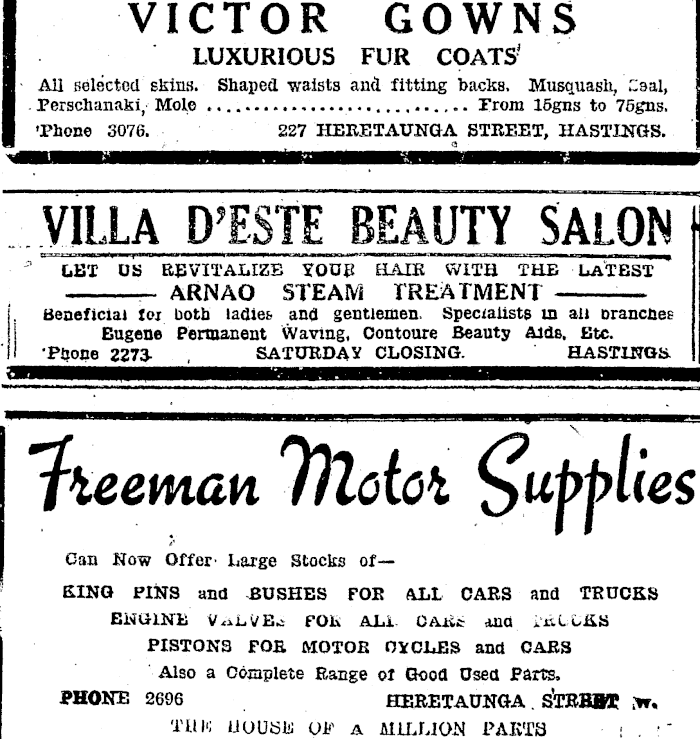 VICTOR GOWNS
LUXURIOUS FUR COATS
All selected skins. Shaped waists and fitting backs. Musquash, Seal,
Perschanaki, Mole .......................... From 15gns to 75gns.
'Phone 3076. 227 HERETAUNGA STREET, HASTINGS.
VILLA D'ESTE BEAUTY SALON
LET US REVITALIZE YOUR HAIR WITH THE LATEST
ARNAO STEAM TREATMENT
Beneficial for both ladies and gentlemen. Specialists in all branches
Eugene Permanent Waving, Contoure Beauty Aids, Etc.
'Phone 2273 SATURDAY CLOSING. HASTINGS.
Freeman Motor Supplies
Can Now Offer Large Stocks of—
KING PINS and BUSHES FOR ALL CARS and TRUCKS
ENGINE VALVES FOR ALL CARS and TRUCKS
PISTONS FOR MOTOR CYCLES and CARS
Also a Complete Range of Good Used Parts.
PHONE 2696 HERETAUNGA STREET W.
THE HOUSE OF A MILLION PARTS